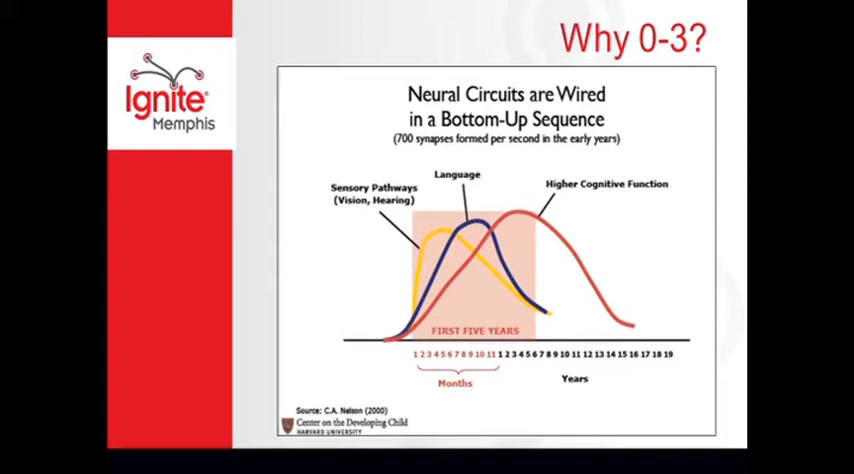 Why 0-3?
Ignite®
Memphis
Neural Circuits are Wired
in a Bottom-Up Sequence
(700 synapses formed per second in the early years)
Language
Sensory Pathways
(Vision, Hearing)
Higher Cognitive Function
FIRST FIVE YEARS
1 2 3 4 5 6 7 8 9 10 11 1 2 3 4 5 6 7 8 9 10 11 12 13 14 15 16 17 18 19
Months
Years
Source: C.A. Nelson (2000)
Center on the Developing Child
HARVARD UNIVERSITY